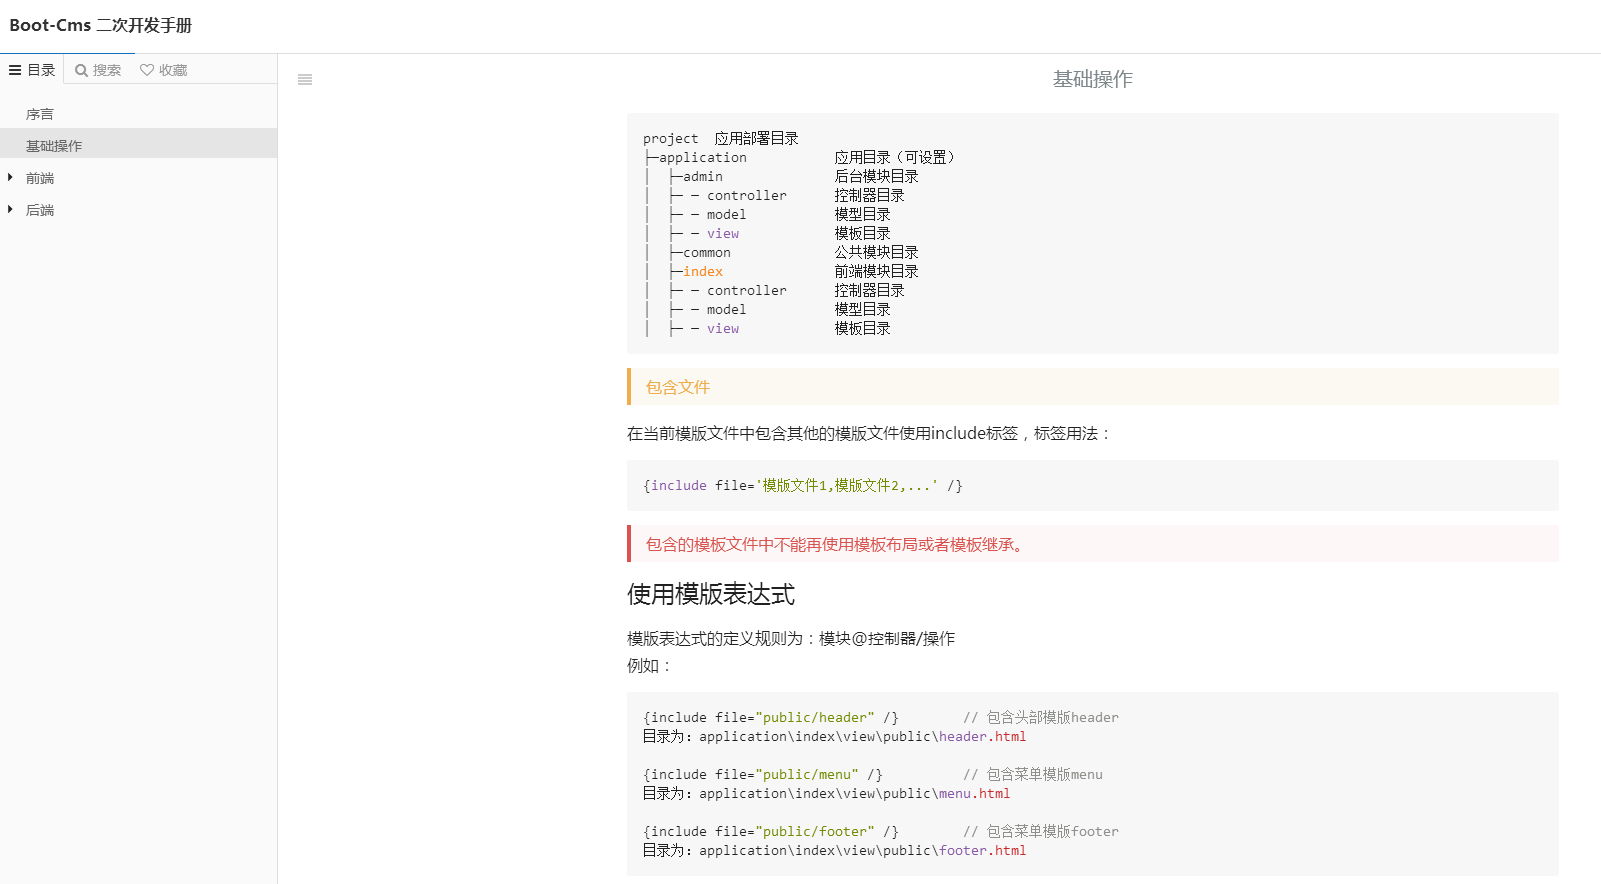 Boot-Cms 二次开发手册
目录 搜索 收藏
序言
基础操作
前端
后端
基础操作
project  应用部署目录
├─application           应用目录（可设置）
│  ├─admin              后台模块目录
│  ├─ ─ controller      控制器目录
│  ├─ ─ model           模型目录
│  ├─ ─ view            模板目录
│  ├─common             公共模块目录
│  ├─index              前端模块目录
│  ├─ ─ controller      控制器目录
│  ├─ ─ model           模型目录
│  ├─ ─ view            模板目录
包含文件
在当前模版文件中包含其他的模版文件使用include标签，标签用法：
{include file='模版文件1,模版文件2,...' /}
包含的模板文件中不能再使用模板布局或者模板继承。
使用模版表达式
模版表达式的定义规则为：模块@控制器/操作
例如：
{include file="public/header" /}        // 包含头部模版header
目录为：application\index\view\public\header.html
{include file="public/menu" /}          // 包含菜单模版menu
目录为：application\index\view\public\menu.html
{include file="public/footer" /}        // 包含菜单模版footer
目录为：application\index\view\public\footer.html